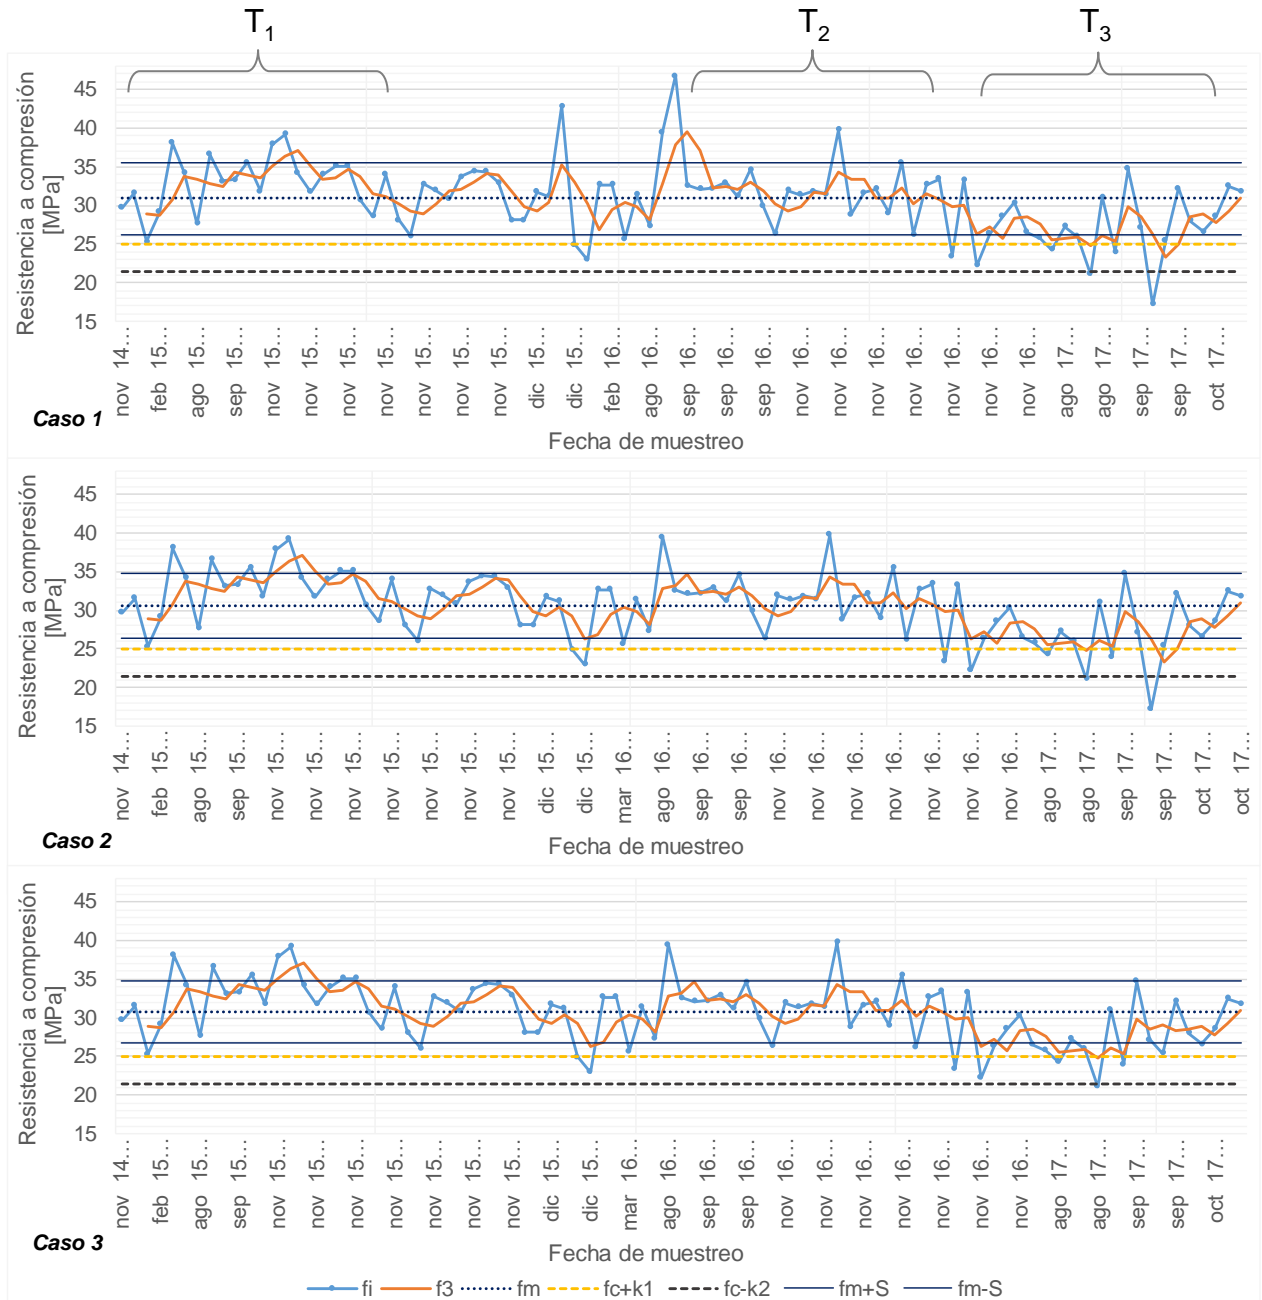 T1 T2 T3
Resistencia a compresión
[MPa]
45
40
35
30
25
20
15
nov 14…
feb 15…
ago 15…
sep 15…
nov 15…
nov 15…
nov 15…
nov 15…
nov 15…
nov 15…
nov 15…
dic 15…
dic 15…
feb 16…
ago 16…
sep 16…
nov 16…
nov 16…
nov 16…
nov 16…
nov 16…
nov 16…
nov 16…
nov 16…
nov 16…
ago 17…
ago 17…
sep 17…
sep 17…
oct 17…
Caso 1
Fecha de muestreo
Resistencia a compresión
[MPa]
45
40
35
30
25
20
15
nov 14…
feb 15…
ago 15…
sep 15…
nov 15…
nov 15…
nov 15…
nov 15…
nov 15…
nov 15…
nov 15…
dic 15…
dic 15…
mar 16…
ago 16…
sep 16…
sep 16…
nov 16…
nov 16…
nov 16…
nov 16…
nov 16…
nov 16…
nov 16…
ago 17…
ago 17…
sep 17…
sep 17…
oct 17…
oct 17…
Caso 2
Fecha de muestreo
Resistencia a compresión
[MPa]
45
40
35
30
25
20
15
nov 14…
feb 15…
ago 15…
sep 15…
nov 15…
nov 15…
nov 15…
nov 15…
nov 15…
nov 15…
nov 15…
dic 15…
dic 15…
mar 16…
ago 16…
sep 16…
sep 16…
nov 16…
nov 16…
nov 16…
nov 16…
nov 16…
nov 16…
nov 16…
ago 17…
ago 17…
sep 17…
sep 17…
oct 17…
Caso 3
Fecha de muestreo
fi f3 fm fc+k1 fc-k2 fm+S fm-S